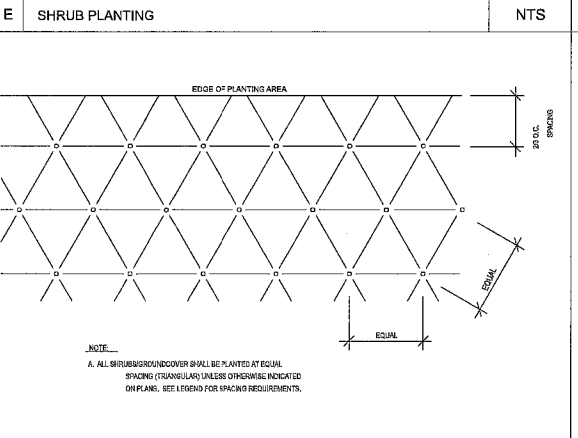 E SHRUB PLANTING NTS
EDGE OF PLANTING AREA
2/3 O.C.
SPACING
EQUAL
EQUAL
NOTE:
A. ALL SHRUBS/GROUNDCOVER SHALL BE PLANTED AT EQUAL
SPACING (TRIANGULAR) UNLESS OTHERWISE INDICATED
ON PLANS. SEE LEGEND FOR SPACING REQUIREMENTS.